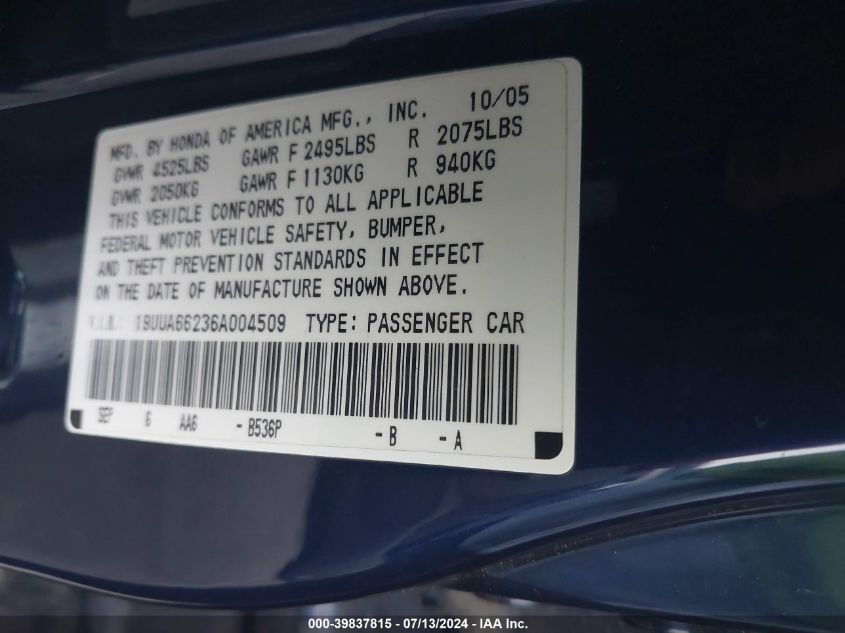 MFD. BY HONDA OF AMERICA MFG., INC. 10/05
GVWR 4525LBS GAWR F 2495LBS R 2075LBS
GVWR 2050KG GAWR F 1130KG R 940KG
THIS VEHICLE CONFORMS TO ALL APPLICABLE
FEDERAL MOTOR VEHICLE SAFETY, BUMPER,
AND THEFT PREVENTION STANDARDS IN EFFECT
ON THE DATE OF MANUFACTURE SHOWN ABOVE.
V.I.N.: 19UUA66236A004509 TYPE: PASSENGER CAR
SEP 6 AA6 - B536P - B - A
000-39837815 / 07/13/2024 - IAA Inc.